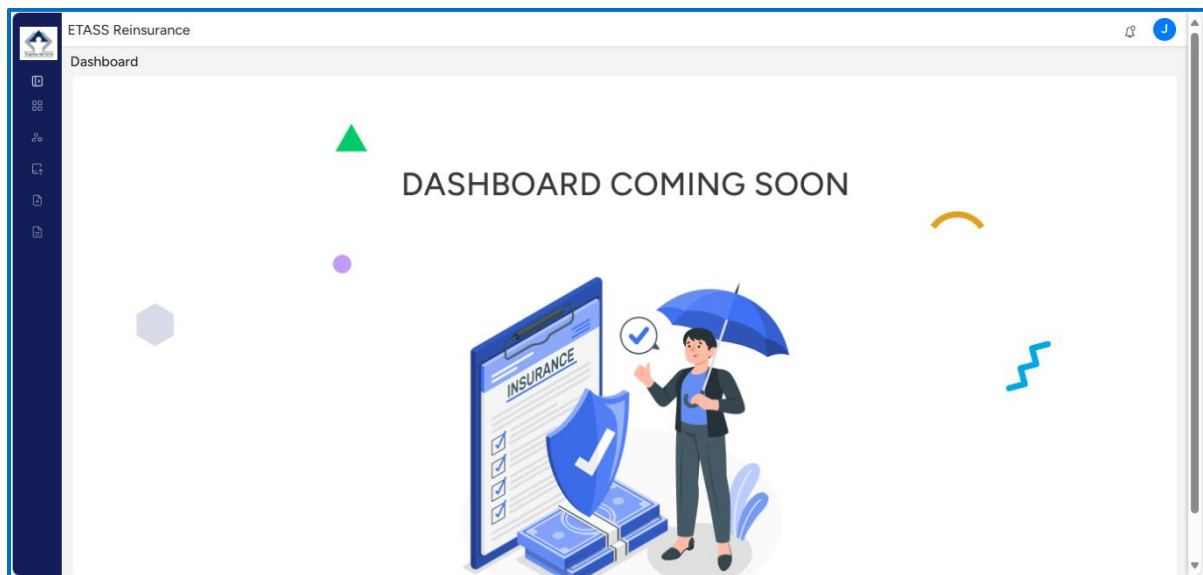 ETASS Reinsurance
J
Dashboard
DASHBOARD COMING SOON
INSURANCE